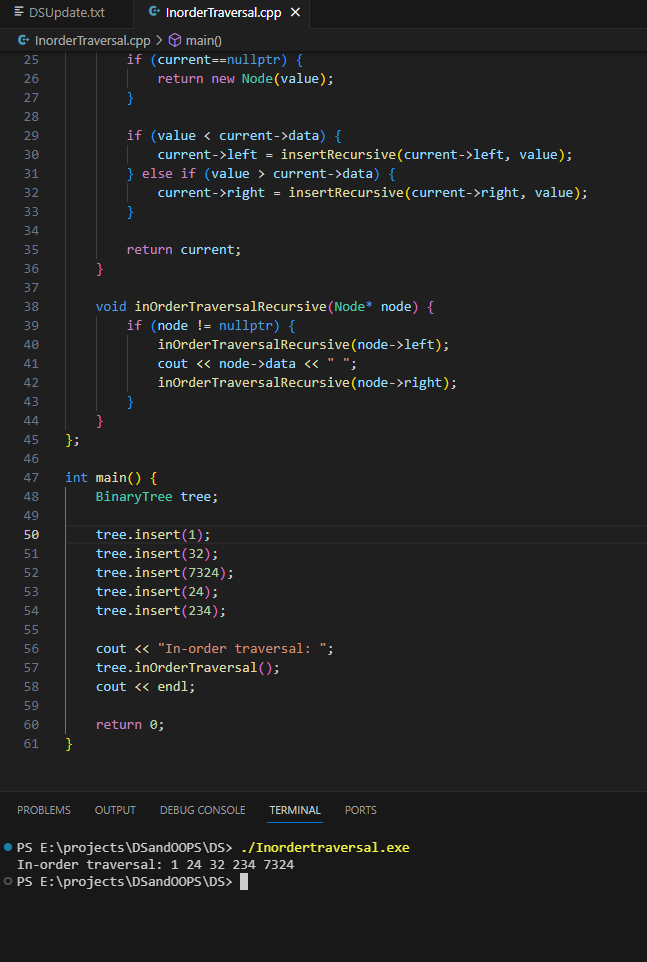 DSUpdate.txt InorderTraversal.cpp
InorderTraversal.cpp > main()
25 if (current==nullptr) {
26 return new Node(value);
27 }
28
29 if (value < current->data) {
30 current->left = insertRecursive(current->left, value);
31 } else if (value > current->data) {
32 current->right = insertRecursive(current->right, value);
33 }
34
35 return current;
36 }
37
38 void inOrderTraversalRecursive(Node* node) {
39 if (node != nullptr) {
40 inOrderTraversalRecursive(node->left);
41 cout << node->data << " ";
42 inOrderTraversalRecursive(node->right);
43 }
44 }
45 };
46
47 int main() {
48 BinaryTree tree;
49
50 tree.insert(1);
51 tree.insert(32);
52 tree.insert(7324);
53 tree.insert(24);
54 tree.insert(234);
55
56 cout << "In-order traversal: ";
57 tree.inOrderTraversal();
58 cout << endl;
59
60 return 0;
61 }
PROBLEMS OUTPUT DEBUG CONSOLE TERMINAL PORTS
PS E:\projects\DSandOOPS\DS> ./Inordertraversal.exe
In-order traversal: 1 24 32 234 7324
PS E:\projects\DSandOOPS\DS>